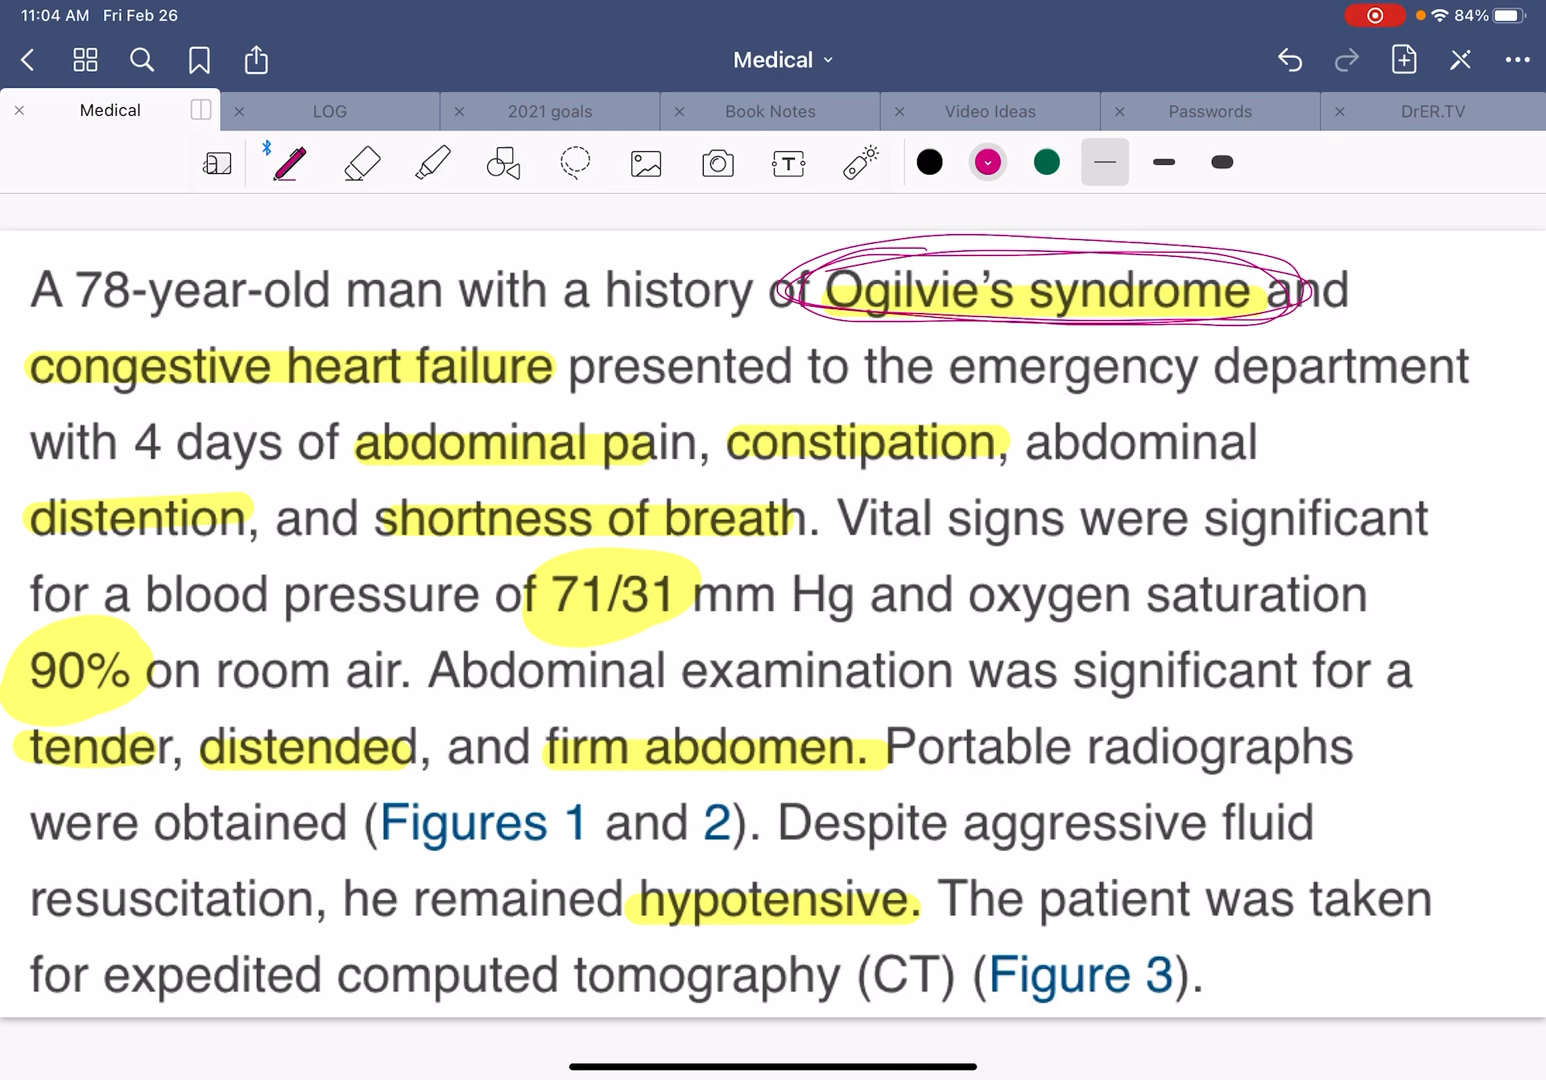 11:04 AM Fri Feb 26
84%
Medical
Medical
LOG
2021 goals
Book Notes
Video Ideas
Passwords
DrER.TV
A 78-year-old man with a history of Ogilvie's syndrome and
congestive heart failure presented to the emergency department
with 4 days of abdominal pain, constipation, abdominal
distention, and shortness of breath. Vital signs were significant
for a blood pressure of 71/31 mm Hg and oxygen saturation
90% on room air. Abdominal examination was significant for a
tender, distended, and firm abdomen. Portable radiographs
were obtained (Figures 1 and 2). Despite aggressive fluid
resuscitation, he remained hypotensive. The patient was taken
for expedited computed tomography (CT) (Figure 3).